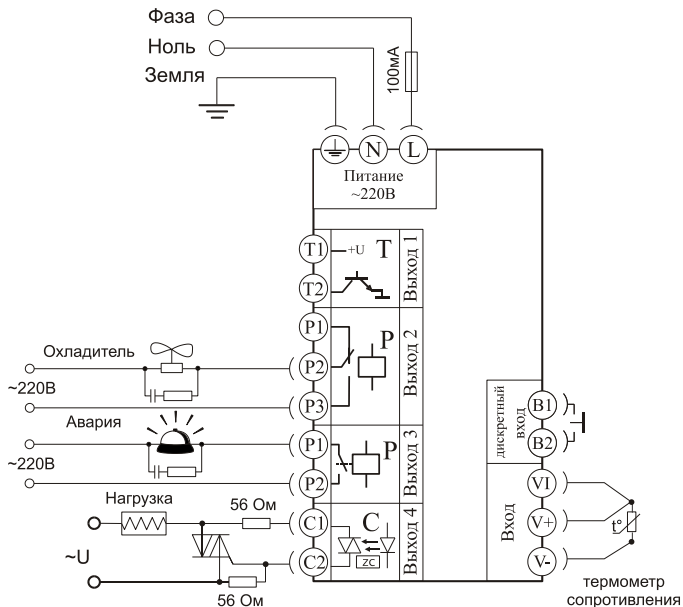 Фаза
Ноль
Земля
100мА
N
L
Питание
~220В
T1
+U
T
T2
Выход 1
P1
P2
P3
P
Выход 2
Охладитель
~220В
Авария
~220В
P1
P2
P
Выход 3
Нагрузка
56 Ом
~U
56 Ом
C1
C2
C
ZC
Выход 4
дискретный
вход
B1
B2
Вход
VI
V+
V-
t°
термометр
сопротивления